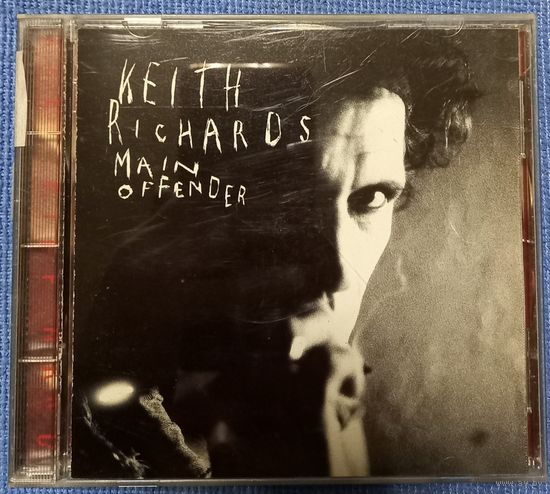 KEITH
RICHARDS
MAIN
OFFENDER